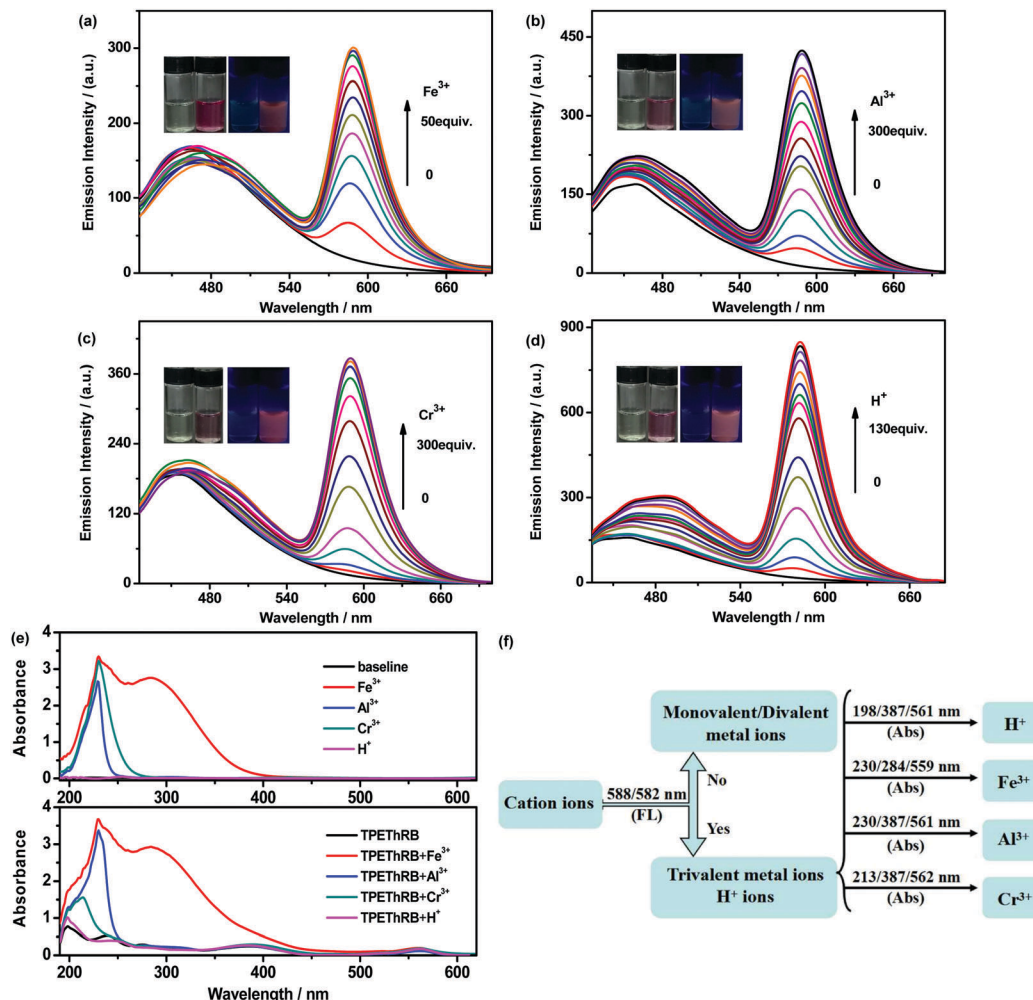 (a)
Emission Intensity / (a.u.)
300
200
100
0
Fe³⁺
50equiv.
0
480
540
600
660
Wavelength / nm
(b)
Emission Intensity / (a.u.)
450
300
150
0
Al³⁺
300equiv.
0
480
540
600
660
Wavelength / nm
(c)
Emission Intensity / (a.u.)
360
240
120
0
Cr³⁺
300equiv.
0
480
540
600
660
Wavelength / nm
(d)
Emission Intensity / (a.u.)
900
600
300
0
H⁺
130equiv.
0
480
540
600
660
Wavelength / nm
(e)
Absorbance
4
3
2
1
0
baseline
Fe³⁺
Al³⁺
Cr³⁺
H⁺
200
300
400
500
600
Absorbance
4
3
2
1
0
TPEThRB
TPEThRB+Fe³⁺
TPEThRB+Al³⁺
TPEThRB+Cr³⁺
TPEThRB+H⁺
200
300
400
500
600
Wavelength / nm
(f)
Cation ions
588/582 nm
(FL)
No
Yes
Monovalent/Divalent
metal ions
Trivalent metal ions
H⁺ ions
198/387/561 nm
(Abs)
H⁺
230/284/559 nm
(Abs)
Fe³⁺
230/387/561 nm
(Abs)
Al³⁺
213/387/562 nm
(Abs)
Cr³⁺